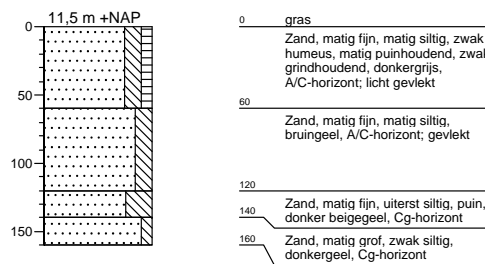 11,5 m +NAP
0
50
100
150
0 gras
Zand, matig fijn, matig siltig, zwak
humeus, matig puinhoudend, zwak
grindhoudend, donkergrijs,
A/C-horizont; licht gevlekt
60
Zand, matig fijn, matig siltig,
bruingeel, A/C-horizont; gevlekt
120
Zand, matig fijn, uiterst siltig, puin,
donker beigegeel, Cg-horizont
140
Zand, matig grof, zwak siltig,
donkergeel, Cg-horizont
160